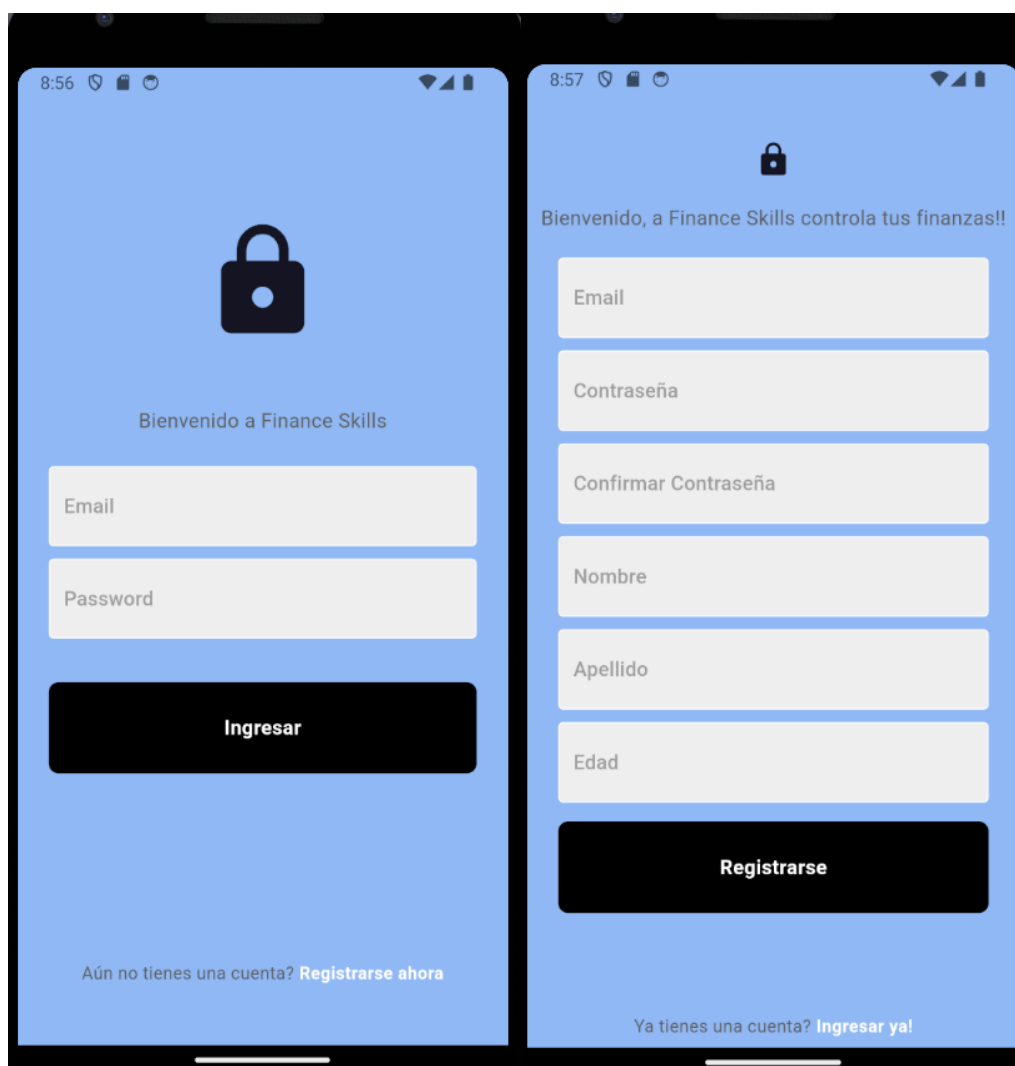 8:56
Bienvenido a Finance Skills
Email
Password
Ingresar
Aún no tienes una cuenta? Registrarse ahora
8:57
Bienvenido, a Finance Skills controla tus finanzas!!
Email
Contraseña
Confirmar Contraseña
Nombre
Apellido
Edad
Registrarse
Ya tienes una cuenta? Ingresar ya!